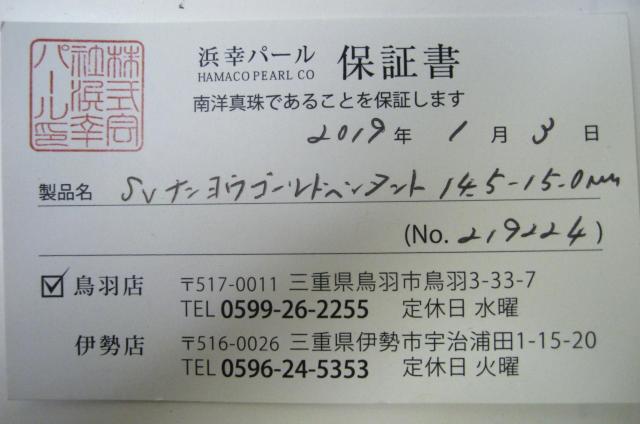 株式会
社浜幸
パール印
浜幸パール 保証書
HAMACO PEARL CO
南洋真珠であることを保証します
2019年 1月 3日
製品名 SVナンヨウゴールドペンダント 14.5-15.0mm
(No. 219224)
☑ 鳥羽店 〒517-0011 三重県鳥羽市鳥羽3-33-7
TEL 0599-26-2255 定休日 水曜
伊勢店 〒516-0026 三重県伊勢市宇治浦田1-15-20
TEL 0596-24-5353 定休日 火曜